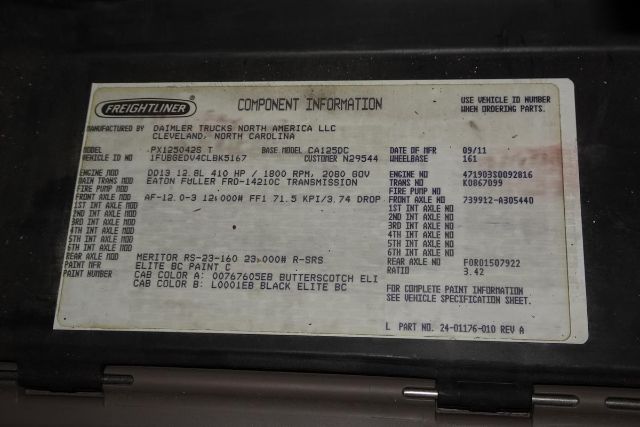 FREIGHTLINER ®
COMPONENT INFORMATION
USE VEHICLE ID NUMBER
WHEN ORDERING PARTS.
MANUFACTURED BY DAIMLER TRUCKS NORTH AMERICA LLC
CLEVELAND, NORTH CAROLINA
MODEL PX125042S T BASE MODEL CA125DC DATE OF MFR 09/11
VEHICLE ID 1FUBGEDV4CLBK5167 CUSTOMER N29544 WHEELBASE 161
ENGINE MOD DD13 12.8L 410 HP / 1800 RPM, 2080 GOV ENGINE NO 471903S0092816
MAIN TRANS MOD EATON FULLER FRO-14210C TRANSMISSION TRANS NO K0867099
FIRE PUMP MOD FIRE PUMP NO
FRONT AXLE MOD AF-12.0-3 12,000# FF1 71.5 KPI/3.74 DROP FRONT AXLE NO 739912-A305440
1ST INT AXLE MOD 1ST INT AXLE NO
2ND INT AXLE MOD 2ND INT AXLE NO
3RD INT AXLE MOD 3RD INT AXLE NO
4TH INT AXLE MOD 4TH INT AXLE NO
5TH INT AXLE MOD 5TH INT AXLE NO
6TH INT AXLE MOD 6TH INT AXLE NO
REAR AXLE MOD MERITOR RS-23-160 23,000# R-SRS REAR AXLE NO FOR01507922
PAINT MFR ELITE BC PAINT C RATIO 3.42
PAINT NUMBER CAB COLOR A: 00767605EB BUTTERSCOTCH ELI
CAB COLOR B: L0001EB BLACK ELITE BC
FOR COMPLETE PAINT INFORMATION
SEE VEHICLE SPECIFICATION SHEET.
L PART NO. 24-01176-010 REV A